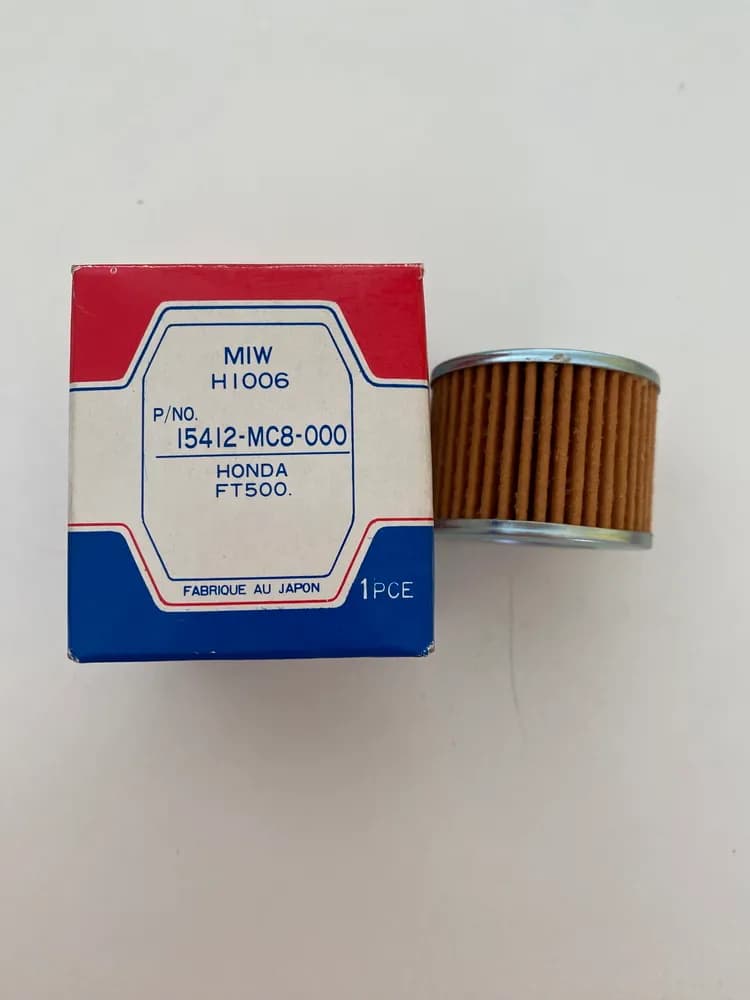 MIW
H1006
P/NO.
15412-MC8-000
HONDA
FT500.
FABRIQUE AU JAPON
1PCE